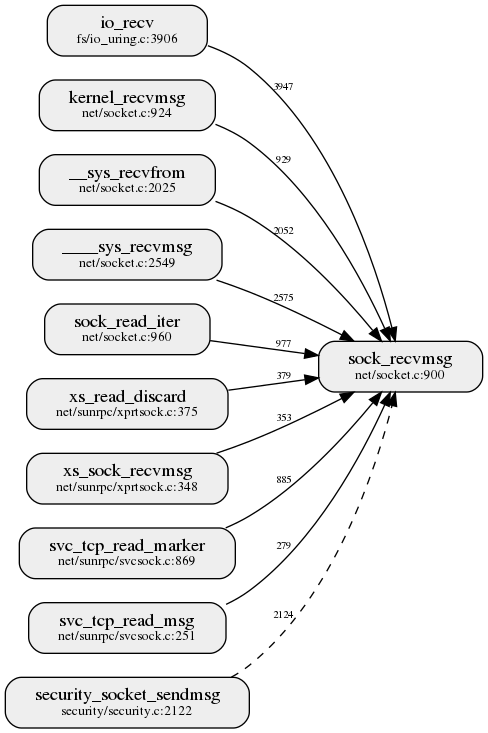 io_recv
fs/io_uring.c:3906
3947
kernel_recvmsg
net/socket.c:924
929
__sys_recvfrom
net/socket.c:2025
2052
____sys_recvmsg
net/socket.c:2549
2575
sock_read_iter
net/socket.c:960
977
sock_recvmsg
net/socket.c:900
xs_read_discard
net/sunrpc/xprtsock.c:375
379
xs_sock_recvmsg
net/sunrpc/xprtsock.c:348
353
svc_tcp_read_marker
net/sunrpc/svcsock.c:869
885
svc_tcp_read_msg
net/sunrpc/svcsock.c:251
279
security_socket_sendmsg
security/security.c:2122
2124